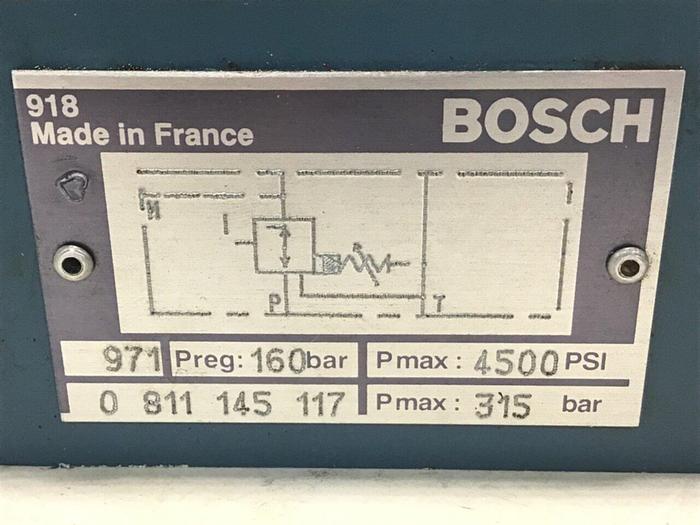 918
BOSCH
Made in France
M
P
T
971 Preg: 160bar Pmax: 4500 PSI
0 811 145 117 Pmax: 315 bar